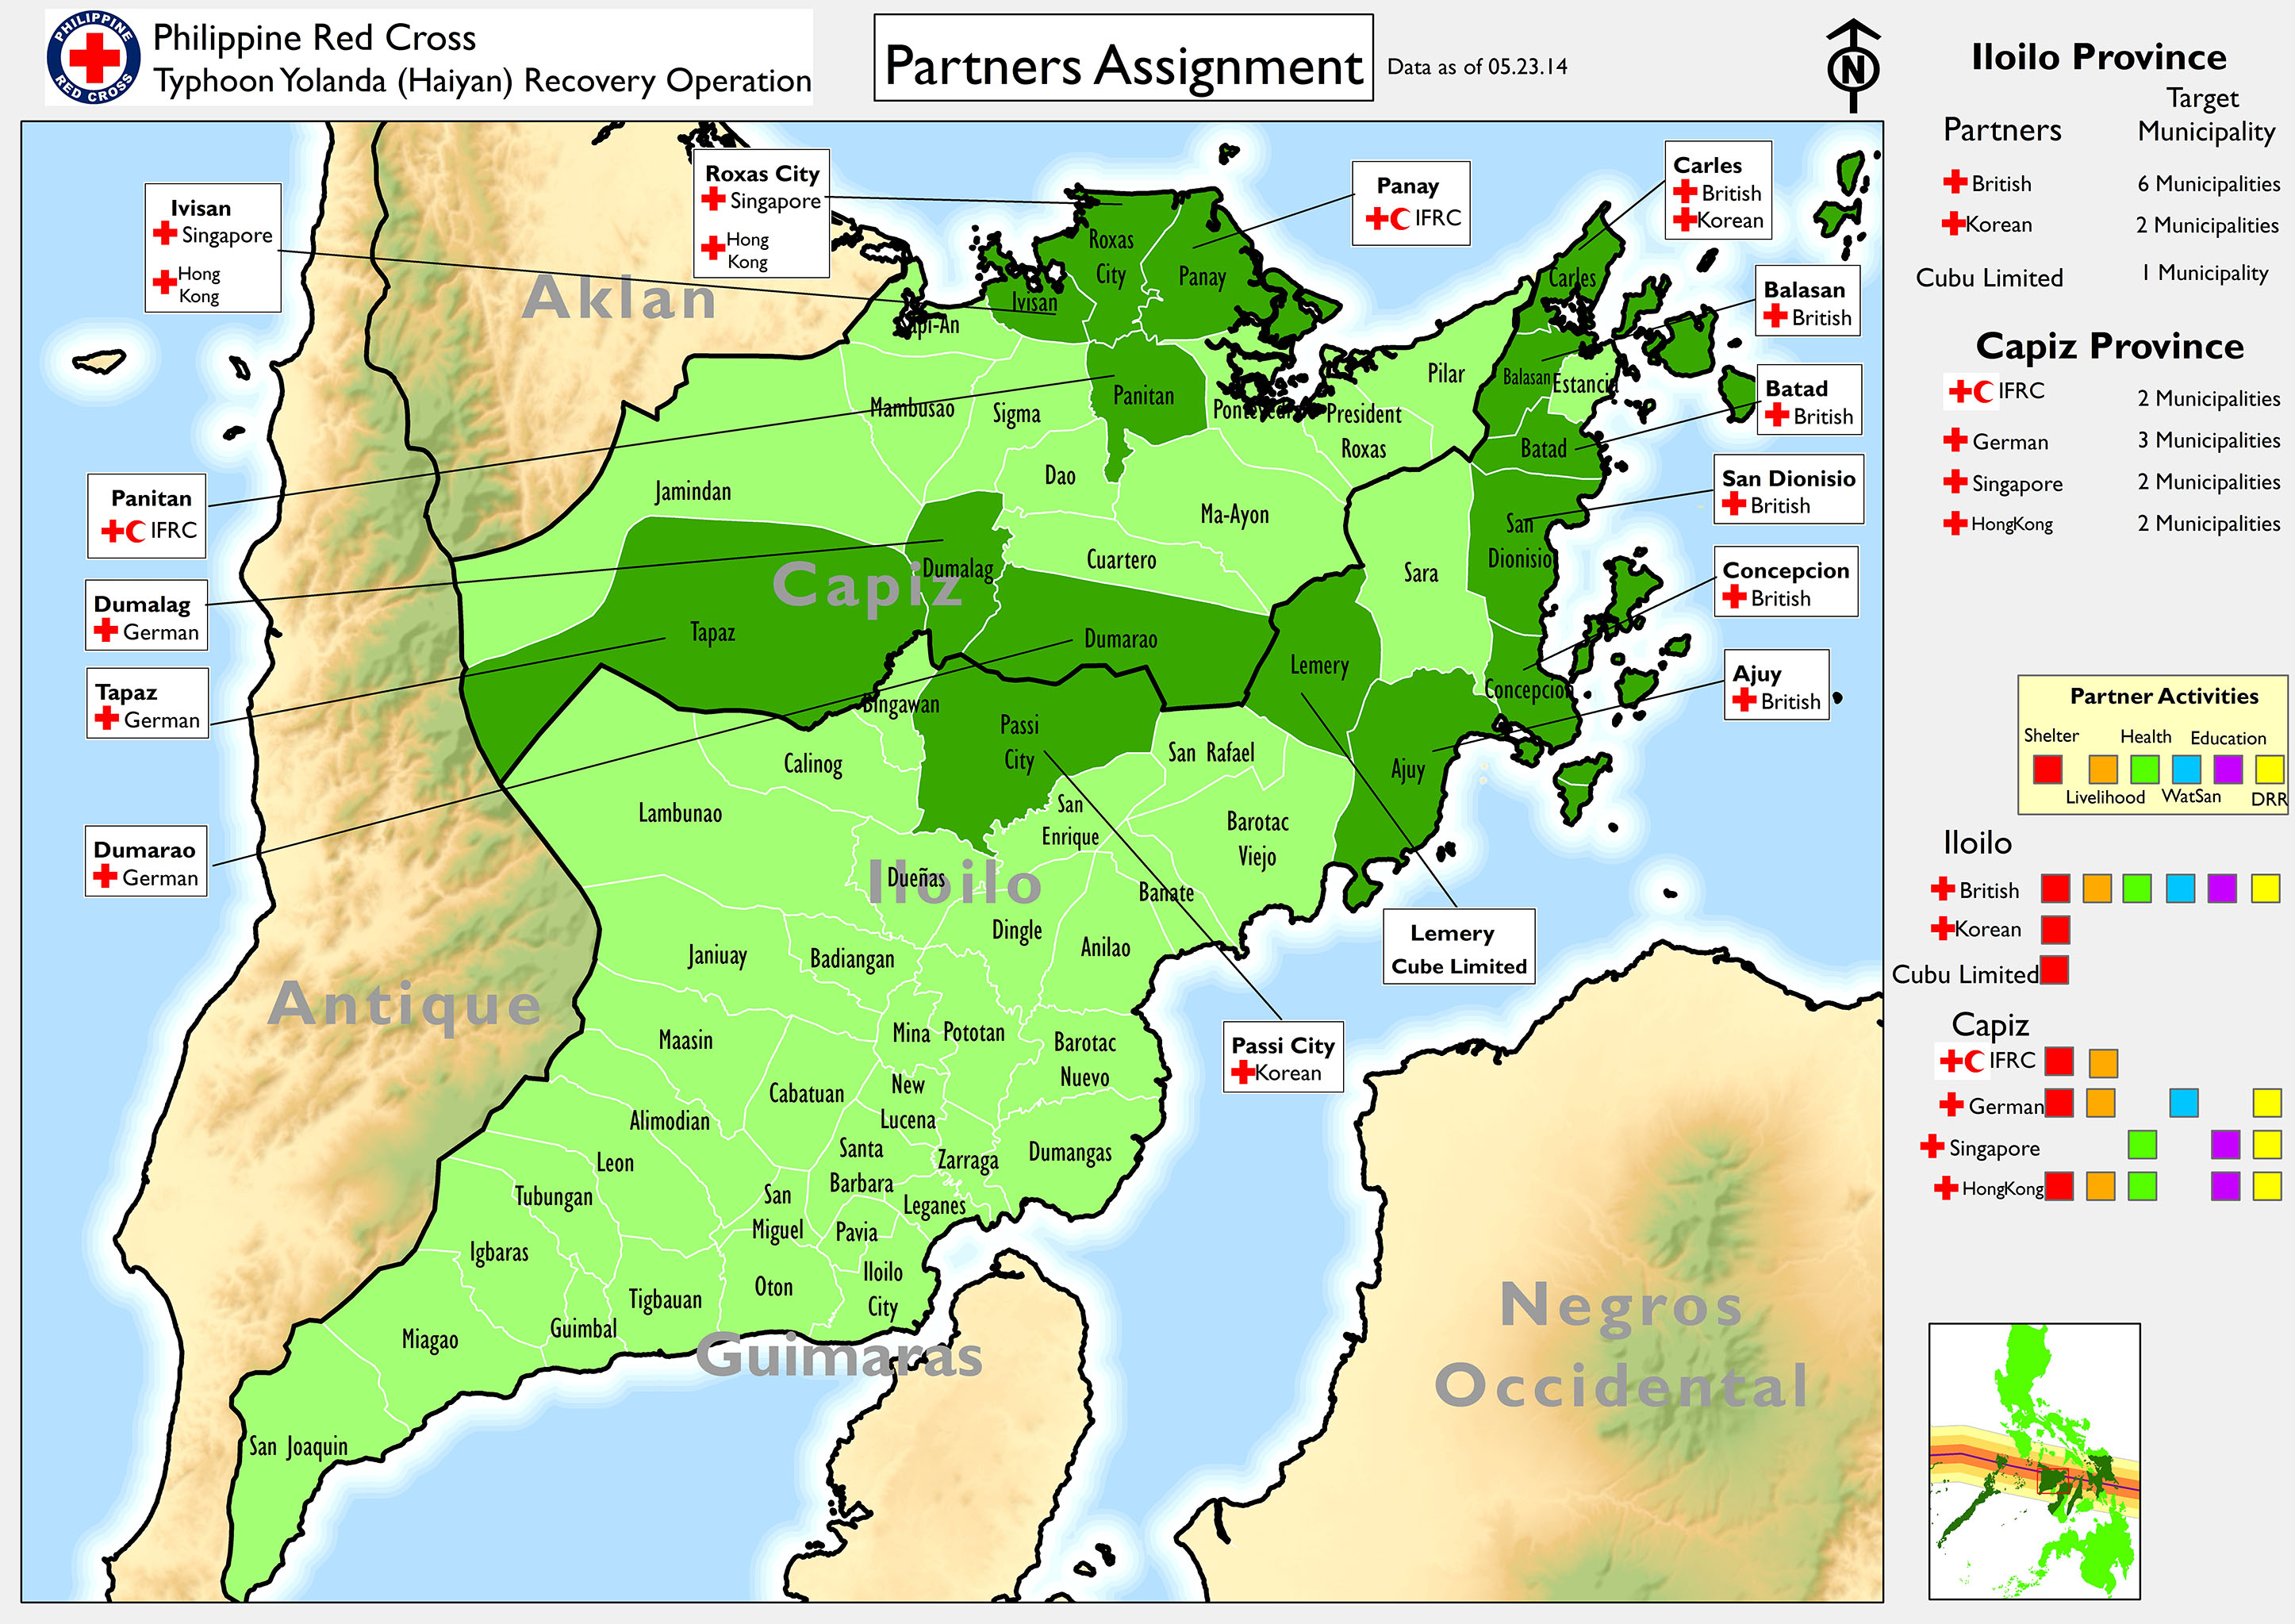 PHILIPPINE
RED CROSS
Philippine Red Cross
Typhoon Yolanda (Haiyan) Recovery Operation
Partners Assignment
Data as of 05.23.14
N
Ivisan
Singapore
Hong
Kong
Roxas City
Singapore
Hong
Kong
Panay
IFRC
Carles
British
Korean
Balasan
British
Batad
British
San Dionisio
British
Concepcion
British
Ajuy
British
Panitan
IFRC
Dumalag
German
Tapaz
German
Dumarao
German
Lemery
Cube Limited
Passi City
Korean
Aklan
Capiz
Iloilo
Antique
Guimaras
Negros
Occidental
Roxas
City
Panay
Ivisan
Carles
Pilar
Balasan
Estancia
Panitan
Mambusao
Sigma
President
Roxas
Batad
Dao
Jamindan
Ma-Ayon
San
Dionisio
Cuartero
Dumalag
Sara
Tapaz
Dumarao
Lemery
Concepcion
Bingawan
Passi
City
San Rafael
Calinog
Ajuy
Lambunao
San
Enrique
Barotac
Viejo
Dueñas
Banate
Dingle
Anilao
Janiuay
Badiangan
Maasin
Mina
Pototan
Barotac
Nuevo
Cabatuan
New
Lucena
Alimodian
Santa
Barbara
Zarraga
Dumangas
Leon
Tubungan
San
Miguel
Leganes
Pavia
Igbaras
Oton
Iloilo
City
Tigbauan
Guimbal
Miagao
San Joaquin
Iloilo Province
Partners
Target
Municipality
British 6 Municipalities
Korean 2 Municipalities
Cubu Limited 1 Municipality
Capiz Province
IFRC 2 Municipalities
German 3 Municipalities
Singapore 2 Municipalities
HongKong 2 Municipalities
Partner Activities
Shelter Health Education
Livelihood WatSan DRR
Iloilo
British
Korean
Cubu Limited
Capiz
IFRC
German
Singapore
HongKong